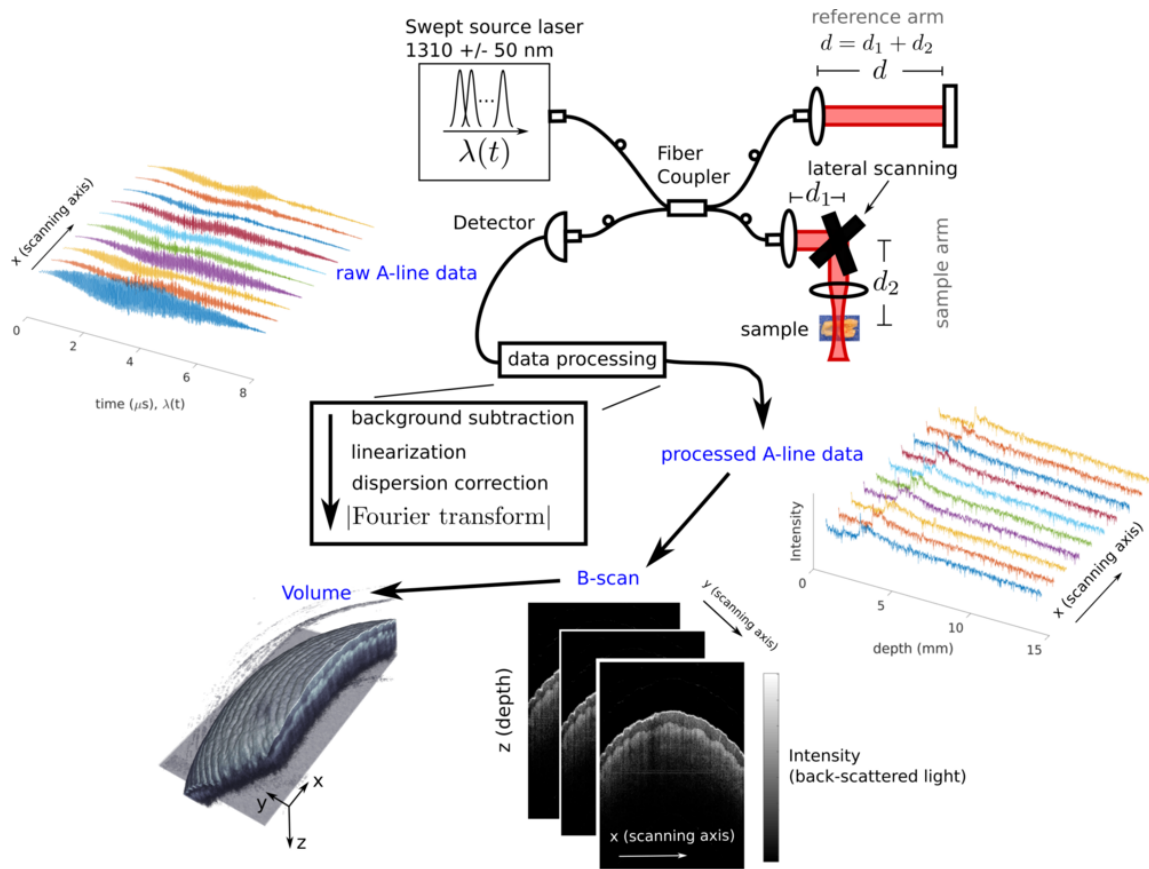 Swept source laser
1310 +/- 50 nm
λ(t)
reference arm
d = d₁ + d₂
d
Fiber
Coupler
lateral scanning
d₁
d₂
sample arm
sample
Detector
raw A-line data
x (scanning axis)
0
2
4
6
8
time (μs), λ(t)
data processing
background subtraction
linearization
dispersion correction
|Fourier transform|
processed A-line data
Intensity
0
5
10
15
depth (mm)
x (scanning axis)
B-scan
y (scanning axis)
z (depth)
x (scanning axis)
Intensity
(back-scattered light)
Volume
x
y
z